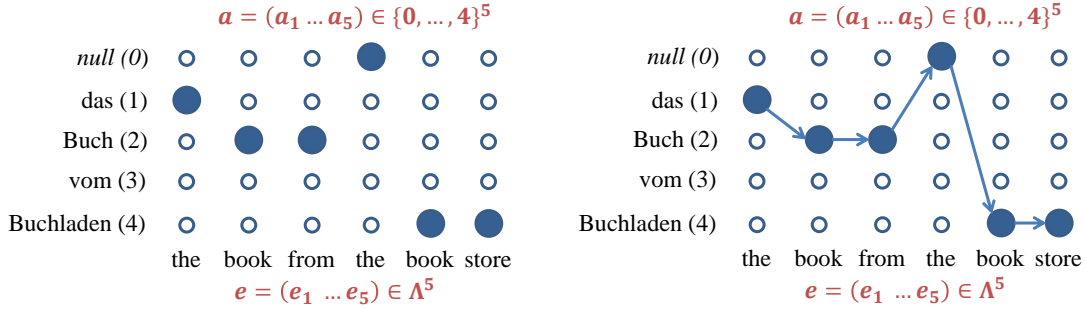 a = (a₁ … a₅) ∈ {0, …, 4}⁵
null (0)
das (1)
Buch (2)
vom (3)
Buchladen (4)
the book from the book store
e = (e₁ … e₅) ∈ Λ⁵
a = (a₁ … a₅) ∈ {0, …, 4}⁵
null (0)
das (1)
Buch (2)
vom (3)
Buchladen (4)
the book from the book store
e = (e₁ … e₅) ∈ Λ⁵